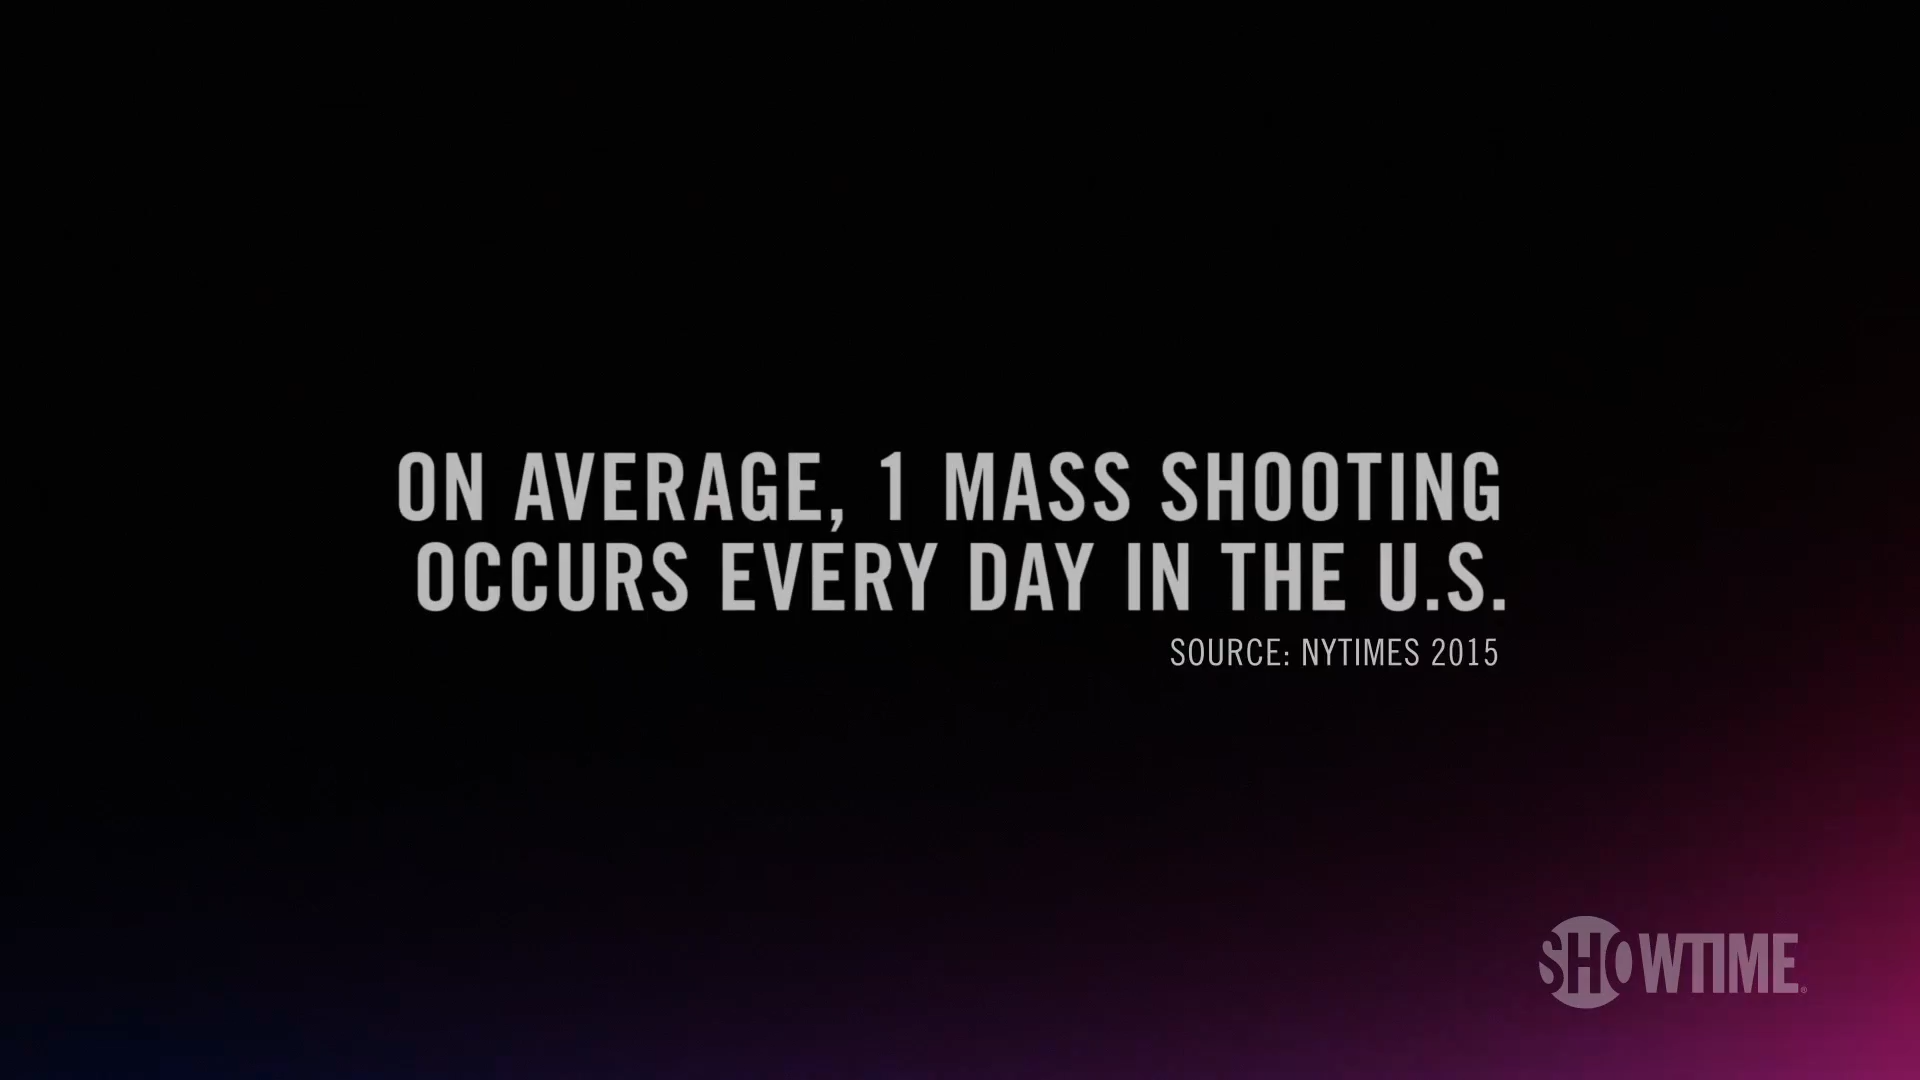 ON AVERAGE, 1 MASS SHOOTING
OCCURS EVERY DAY IN THE U.S.
SOURCE: NYTIMES 2015
SHOWTIME®